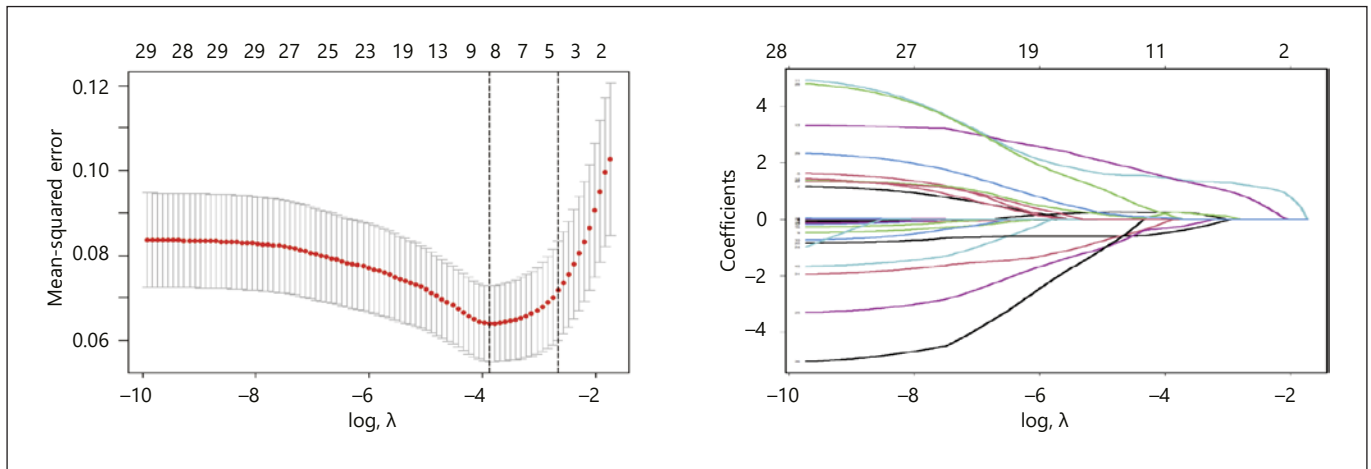 29 28 29 29 27 25 23 19 13 9 8 7 5 3 2
0.12
0.10
0.08
0.06
Mean-squared error
–10 –8 –6 –4 –2
log, λ
28 27 19 11 2
4
2
0
–2
–4
Coefficients
–10 –8 –6 –4 –2
log, λ